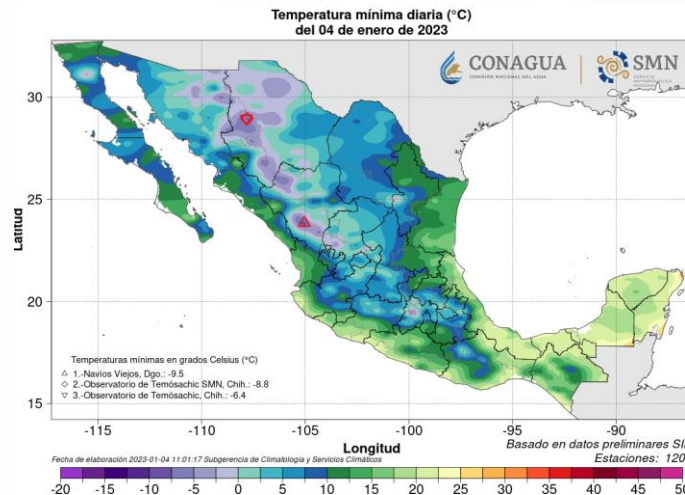 Temperatura mínima diaria (°C)
del 04 de enero de 2023
CONAGUA
COMISIÓN NACIONAL DEL AGUA
SMN
SERVICIO
METEOROLÓGICO
NACIONAL
30
25
20
15
Latitud
Temperaturas mínimas en grados Celsius (°C)
1.-Navios Viejos, Dgo.: -9.5
2.-Observatorio de Temósachic SMN, Chih.: -8.8
3.-Observatorio de Temósachic, Chih.: -6.4
-115 -110 -105 -100 -95 -90
Longitud
Basado en datos preliminares
Fecha de elaboración 2023-01-04 11:01:17 Subgerencia de Climatología y Servicios Climáticos
Estaciones: 120
-20 -15 -10 -5 0 5 10 15 20 25 30 35 40 45